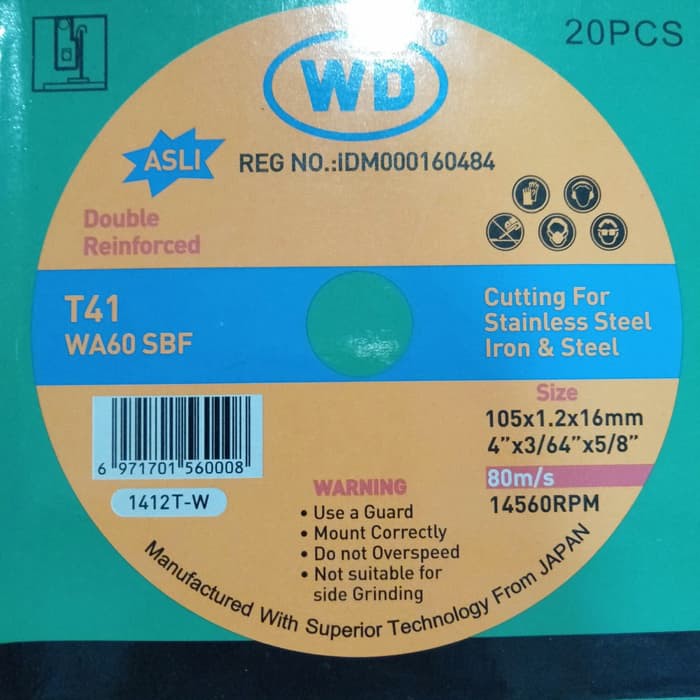 20PCS
WD®
ASLI
REG NO.:IDM000160484
Double
Reinforced
T41
WA60 SBF
Cutting For
Stainless Steel
Iron & Steel
Size
105x1.2x16mm
4”x3/64”x5/8”
80m/s
14560RPM
6 971701 560008
1412T-W
WARNING
• Use a Guard
• Mount Correctly
• Do not Overspeed
• Not suitable for
side Grinding
Manufactured With Superior Technology From JAPAN